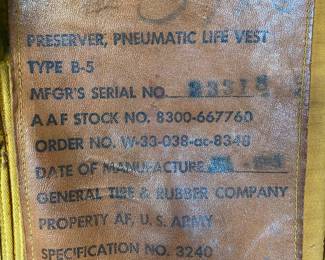 PRESERVER, PNEUMATIC LIFE VEST
TYPE B-5
MFGR'S SERIAL NO.
AAF STOCK NO. 8300-667760
ORDER NO. W-33-038-ac-8348
DATE OF MANUFACTURE
GENERAL TIRE & RUBBER COMPANY
PROPERTY AF, U.S. ARMY
SPECIFICATION NO. 3240